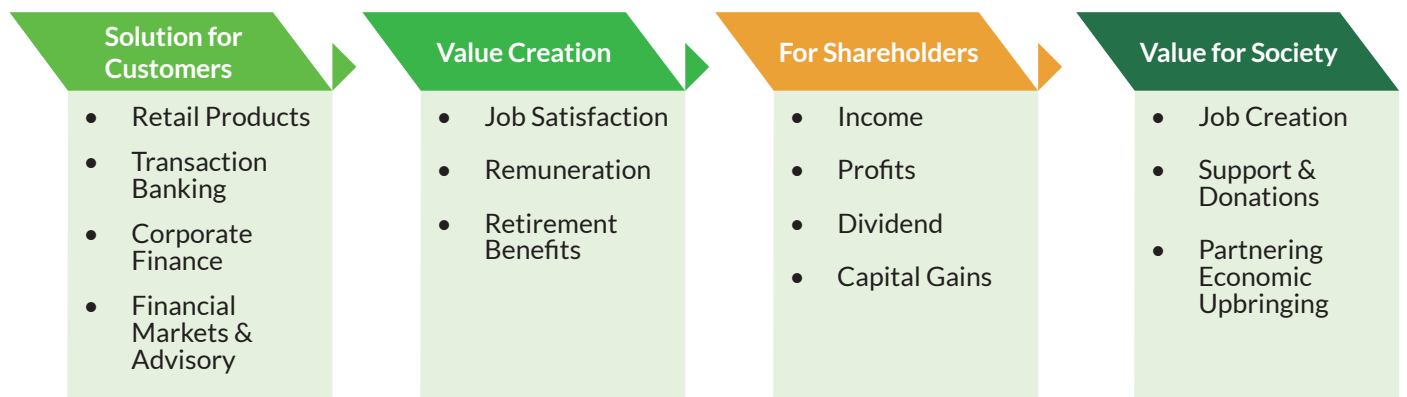 Solution for
Customers
• Retail Products
• Transaction
Banking
• Corporate
Finance
• Financial
Markets &
Advisory
Value Creation
• Job Satisfaction
• Remuneration
• Retirement
Benefits
For Shareholders
• Income
• Profits
• Dividend
• Capital Gains
Value for Society
• Job Creation
• Support &
Donations
• Partnering
Economic
Upbringing